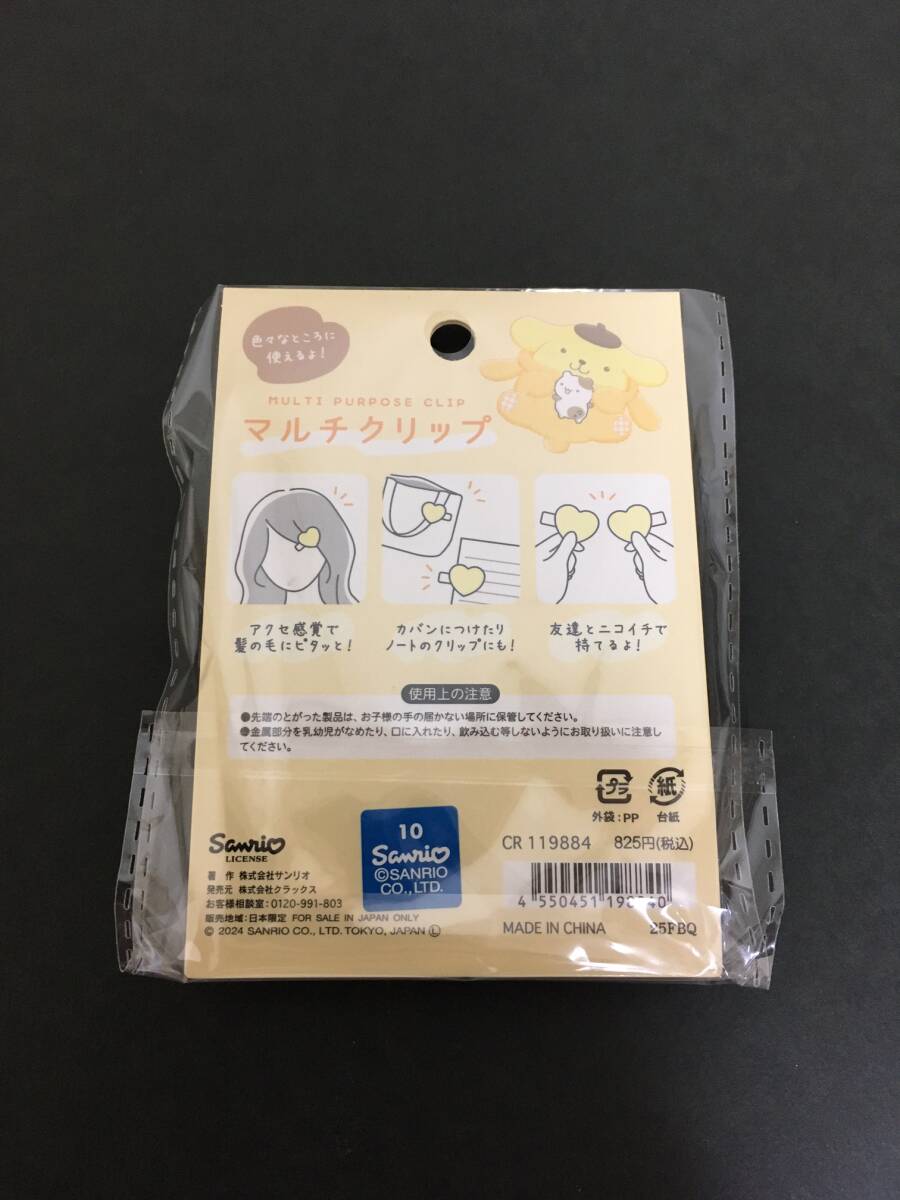 色々なところに
使えるよ!
MULTI PURPOSE CLIP
マルチクリップ
アクセ感覚で
髪の毛にピタッと!
カバンにつけたり
ノートのクリップにも!
友達とニコイチで
持てるよ!
使用上の注意
●先端のとがった製品は、お子様の手の届かない場所に保管してください。
●金属部分を乳幼児がなめたり、口に入れたり、飲み込む等しないようにお取り扱いに注意し
てください。
プラ
紙
外袋:PP
台紙
Sanrio
LICENSE
著 作 株式会社サンリオ
発売元 株式会社クラックス
お客様相談室:0120-991-803
販売地域:日本限定 FOR SALE IN JAPAN ONLY
© 2024 SANRIO CO., LTD. TOKYO, JAPAN Ⓛ
10
Sanrio
©SANRIO
CO., LTD.
CR 119884 825円(税込)
4 550451 198840
MADE IN CHINA 25FBQ